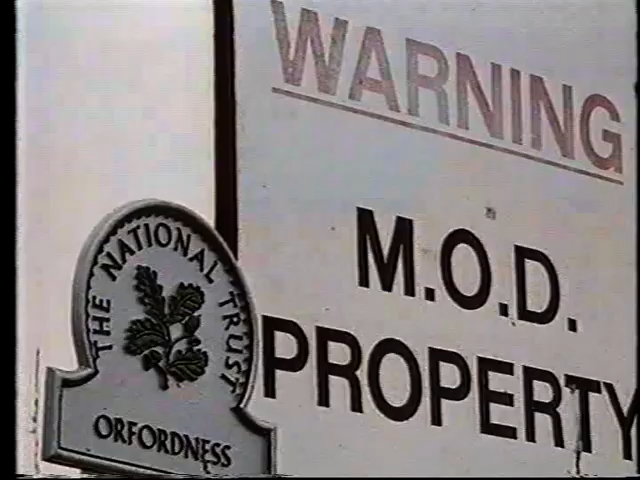 WARNING
M.O.D.
PROPERTY
THE NATIONAL TRUST
ORFORDNESS